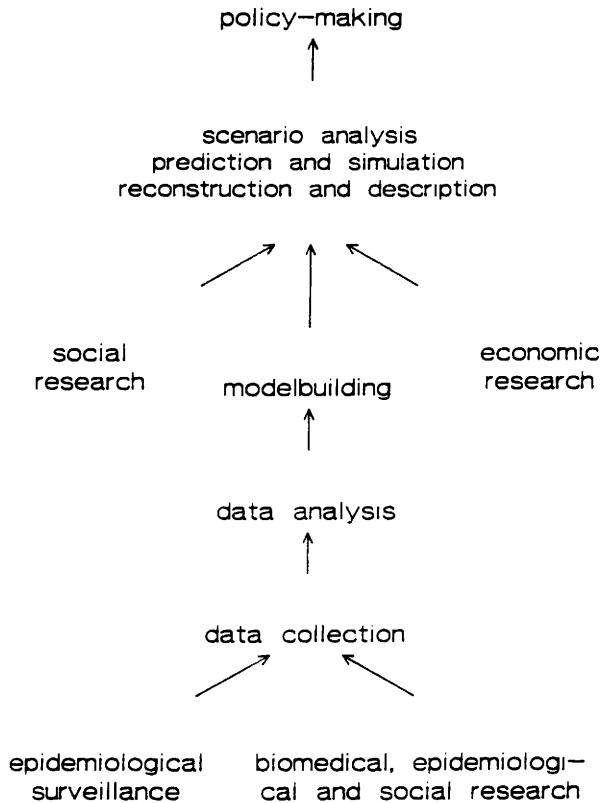 policy-making
scenario analysis
prediction and simulation
reconstruction and description
social
research
economic
research
modelbuilding
data analysis
data collection
epidemiological
surveillance
biomedical, epidemiologi-
cal and social research